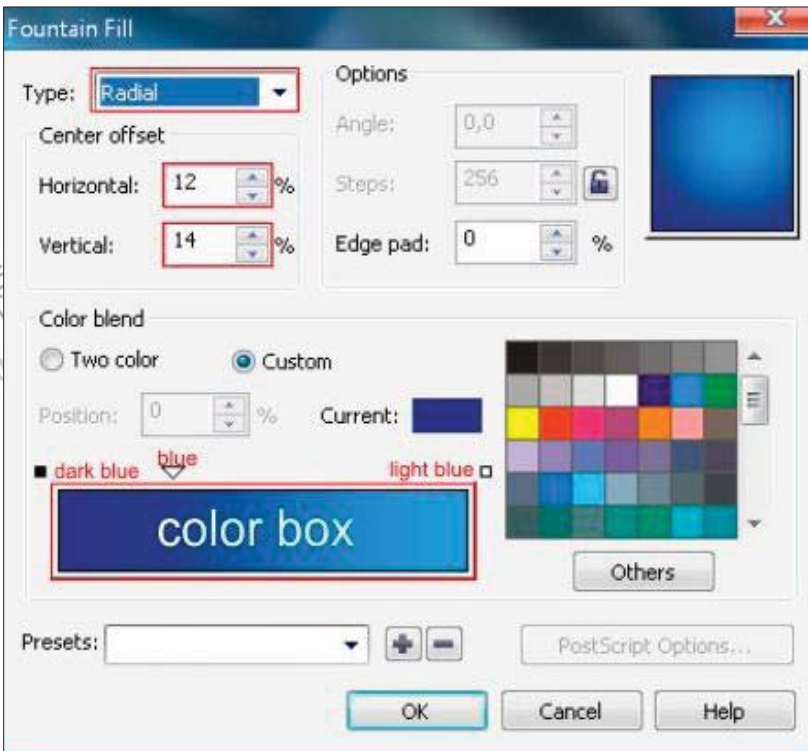 Fountain Fill
Type: Radial
Center offset
Horizontal: 12 %
Vertical: 14 %
Options
Angle: 0,0
Steps: 256
Edge pad: 0 %
Color blend
Two color Custom
Position: 0 % Current:
dark blue blue light blue
color box
Others
Presets:
PostScript Options...
OK Cancel Help